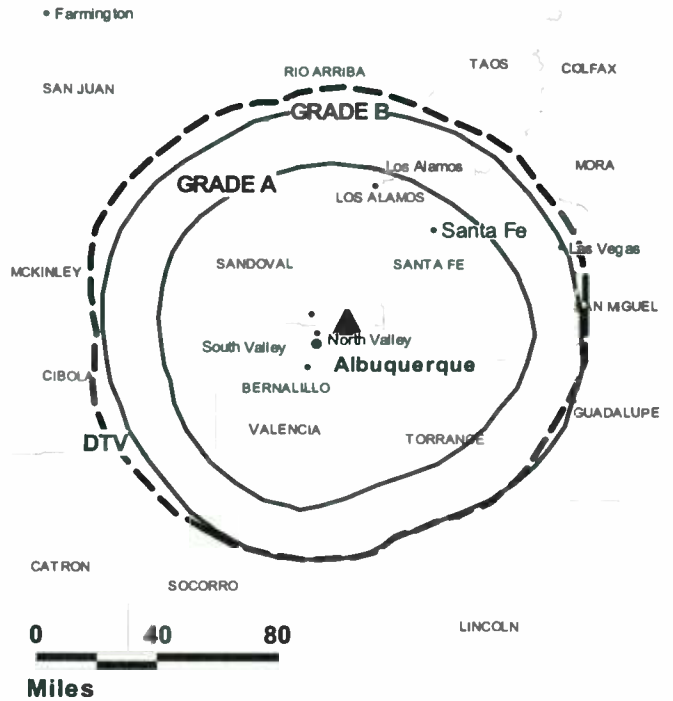 Farmington
TAOS
COLFAX
RIO ARRIBA
SAN JUAN
GRADE B
MORA
Los Alamos
GRADE A
LOS ALAMOS
Santa Fe
Las Vegas
SANDOVAL
SANTA FE
MCKINLEY
AN MIGUEL
North Valley
South Valley
Albuquerque
CIBOLA
BERNALILLO
GUADALUPE
VALENCIA
TORRANCE
DTV
CATRON
SOCORRO
LINCOLN
0 40 80
Miles